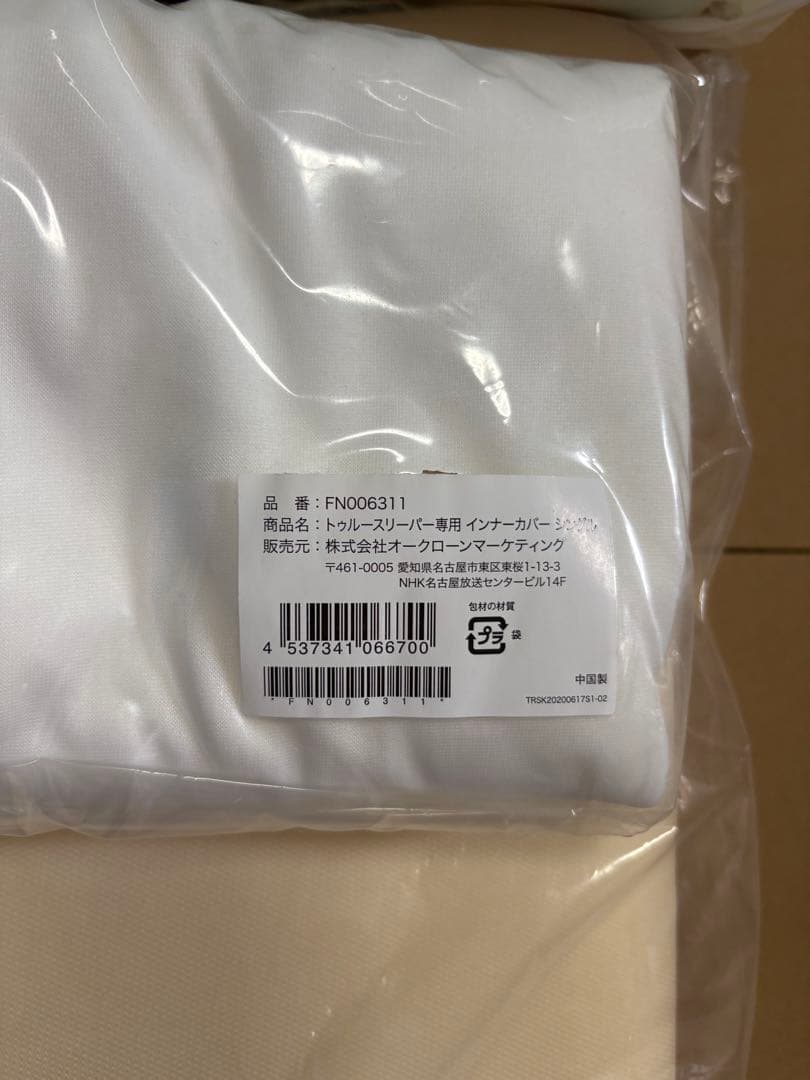 品 番：FN006311
商品名：トゥルースリーパー専用 インナーカバー シングル
販売元：株式会社オークローンマーケティング
〒461-0005 愛知県名古屋市東区東桜1-13-3
NHK名古屋放送センタービル14F
包材の材質
プラ 袋
4 537341 066700
*FN006311*
中国製
TRSK20200617S1-02